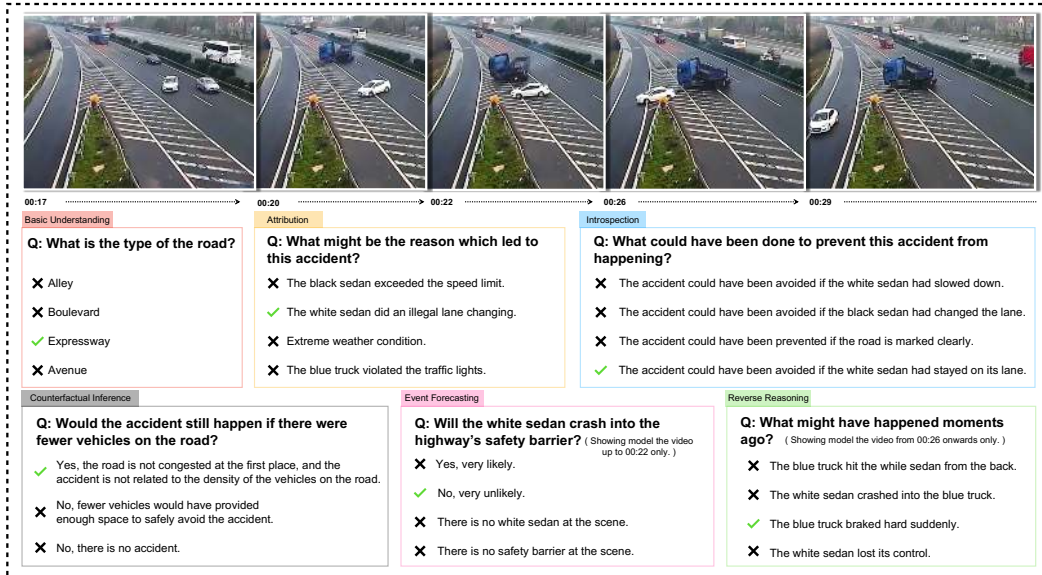 00:17
00:20
00:22
00:26
00:29
Basic Understanding
Q: What is the type of the road?
Alley
Boulevard
Expressway
Avenue
Attribution
Q: What might be the reason which led to
this accident?
The black sedan exceeded the speed limit.
The white sedan did an illegal lane changing.
Extreme weather condition.
The blue truck violated the traffic lights.
Introspection
Q: What could have been done to prevent this accident from
happening?
The accident could have been avoided if the white sedan had slowed down.
The accident could have been avoided if the black sedan had changed the lane.
The accident could have been prevented if the road is marked clearly.
The accident could have been avoided if the white sedan had stayed on its lane.
Counterfactual Inference
Q: Would the accident still happen if there were
fewer vehicles on the road?
Yes, the road is not congested at the first place, and the
accident is not related to the density of the vehicles on the road.
No, fewer vehicles would have provided
enough space to safely avoid the accident.
No, there is no accident.
Event Forecasting
Q: Will the white sedan crash into the
highway's safety barrier? ( Showing model the video
up to 00:22 only. )
Yes, very likely.
No, very unlikely.
There is no white sedan at the scene.
There is no safety barrier at the scene.
Reverse Reasoning
Q: What might have happened moments
ago? ( Showing model the video from 00:26 onwards only. )
The blue truck hit the while sedan from the back.
The white sedan crashed into the blue truck.
The blue truck braked hard suddenly.
The white sedan lost its control.